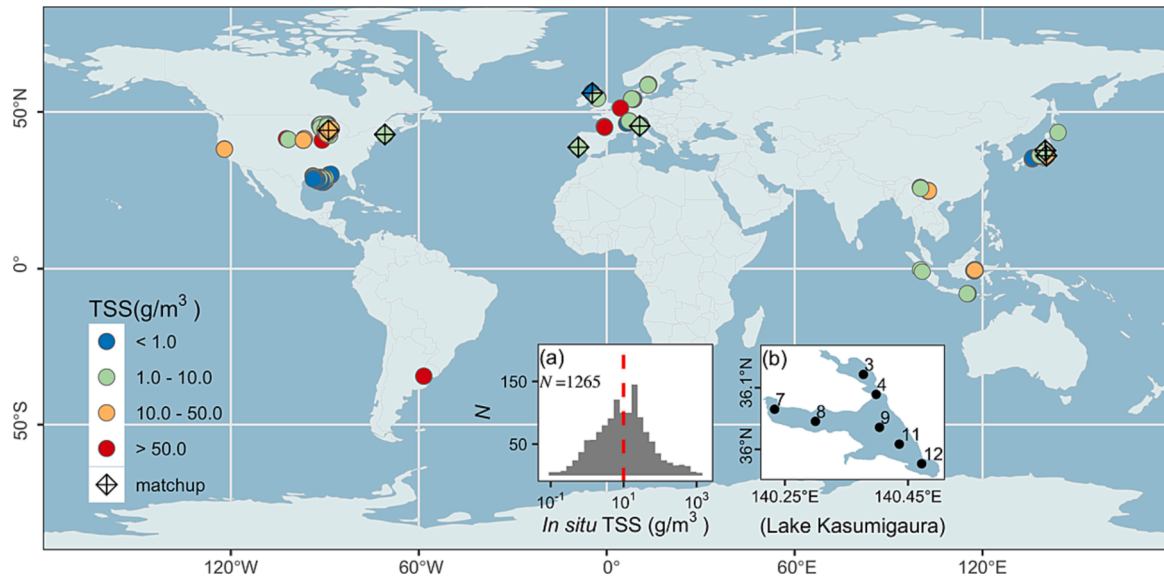 50°N
0°
50°S
TSS(g/m³ )
< 1.0
1.0 - 10.0
10.0 - 50.0
> 50.0
matchup
(a)
N=1265
150
50
N
10⁻¹
10¹
10³
In situ TSS (g/m³)
(b)
36.1°N
36°N
3
4
7
8
9
11
12
140.25°E
140.45°E
(Lake Kasumigaura)
120°W
60°W
0°
60°E
120°E